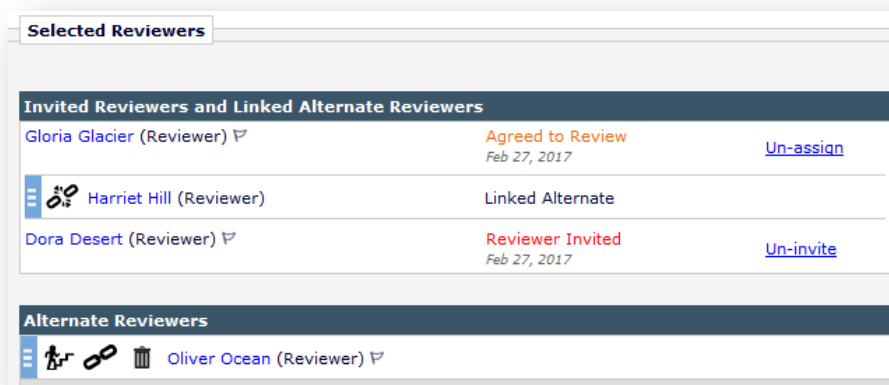 Selected Reviewers
Invited Reviewers and Linked Alternate Reviewers
Gloria Glacier (Reviewer) Agreed to Review Un-assign
Feb 27, 2017
Harriet Hill (Reviewer) Linked Alternate
Dora Desert (Reviewer) Reviewer Invited Un-invite
Feb 27, 2017
Alternate Reviewers
Oliver Ocean (Reviewer)